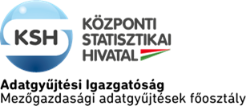 KSH
KÖZPONTI
STATISZTIKAI
HIVATAL
Adatgyűjtési Igazgatóság
Mezőgazdasági adatgyűjtések főosztály